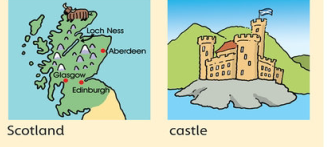 Loch Ness
Aberdeen
Glasgow
Edinburgh
Scotland
castle